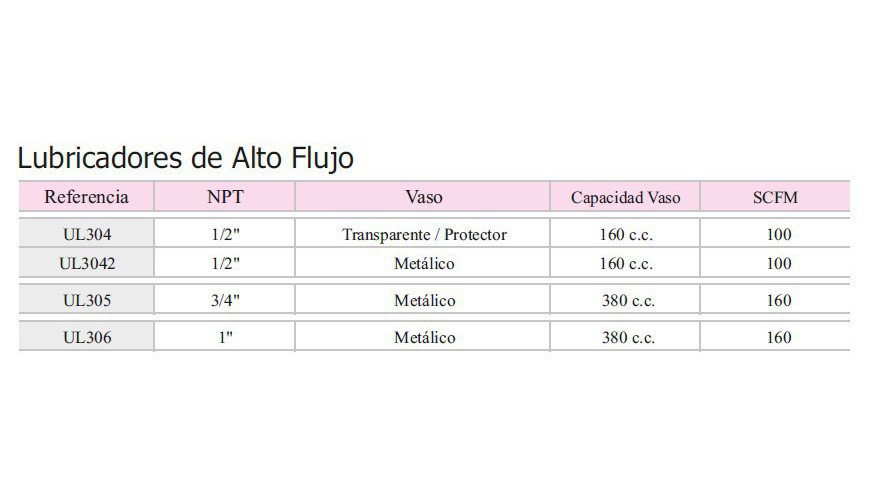 Lubricadores de Alto Flujo
Referencia NPT Vaso Capacidad Vaso SCFM
UL304 1/2" Transparente / Protector 160 c.c. 100
UL3042 1/2" Metálico 160 c.c. 100
UL305 3/4" Metálico 380 c.c. 160
UL306 1" Metálico 380 c.c. 160